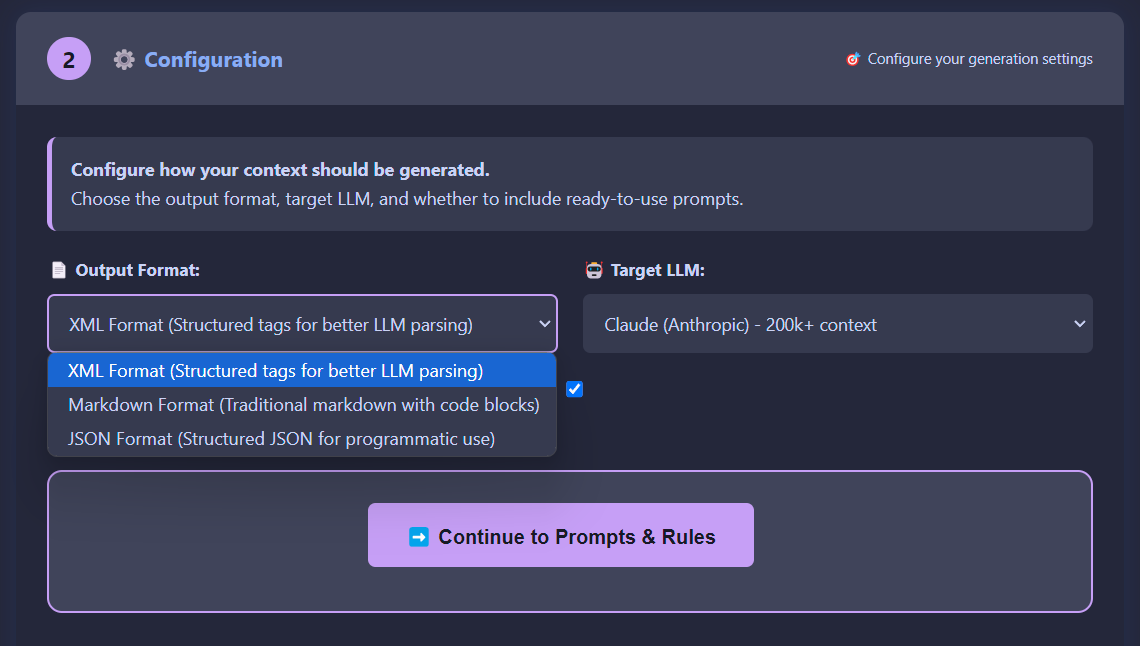 2
Configuration
Configure your generation settings
Configure how your context should be generated.
Choose the output format, target LLM, and whether to include ready-to-use prompts.
Output Format:
Target LLM:
XML Format (Structured tags for better LLM parsing)
Claude (Anthropic) - 200k+ context
XML Format (Structured tags for better LLM parsing)
Markdown Format (Traditional markdown with code blocks)
JSON Format (Structured JSON for programmatic use)
Continue to Prompts & Rules